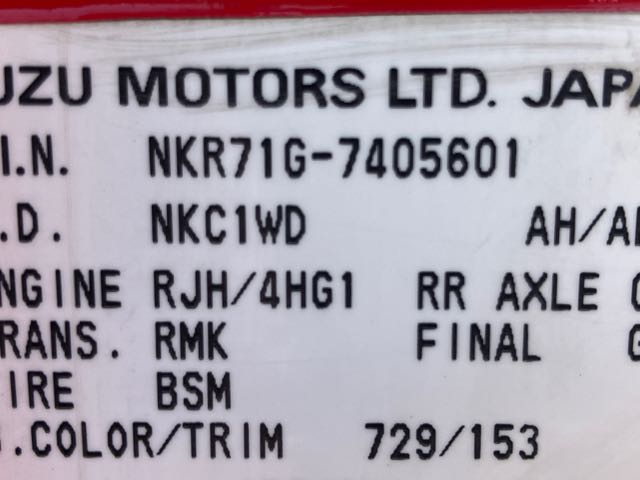 UZU MOTORS LTD. JAPA
I.N. NKR71G-7405601
.D. NKC1WD AH/A
NGINE RJH/4HG1 RR AXLE
RANS. RMK FINAL G
IRE BSM
.COLOR/TRIM 729/153